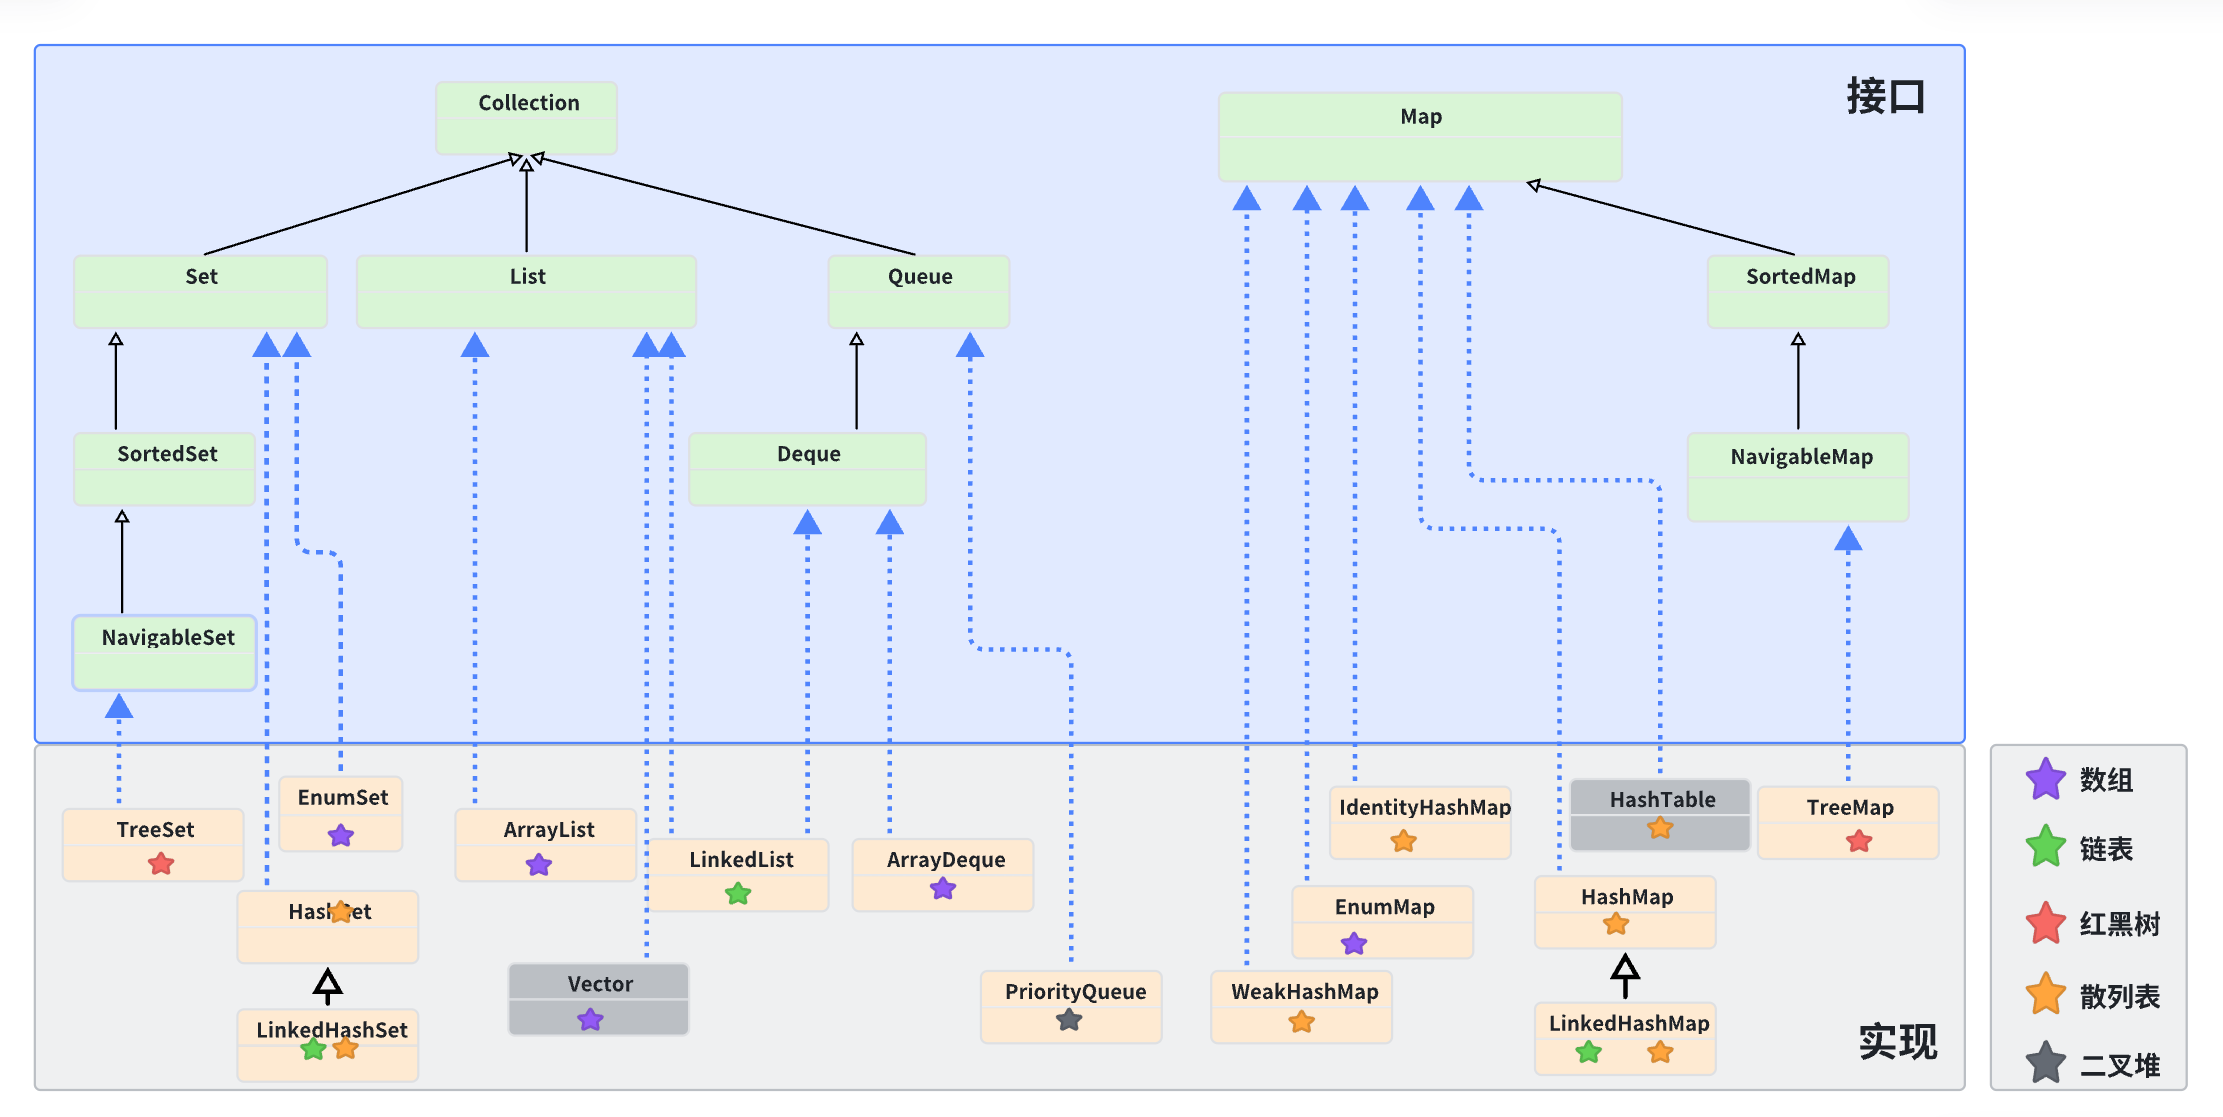 接口
Collection
Map
Set
List
Queue
SortedMap
SortedSet
Deque
NavigableMap
NavigableSet
EnumSet
TreeSet
ArrayList
LinkedList
ArrayDeque
IdentityHashMap
HashTable
TreeMap
HashSet
EnumMap
HashMap
Vector
PriorityQueue
WeakHashMap
LinkedHashSet
LinkedHashMap
实现
数组
链表
红黑树
散列表
二叉堆